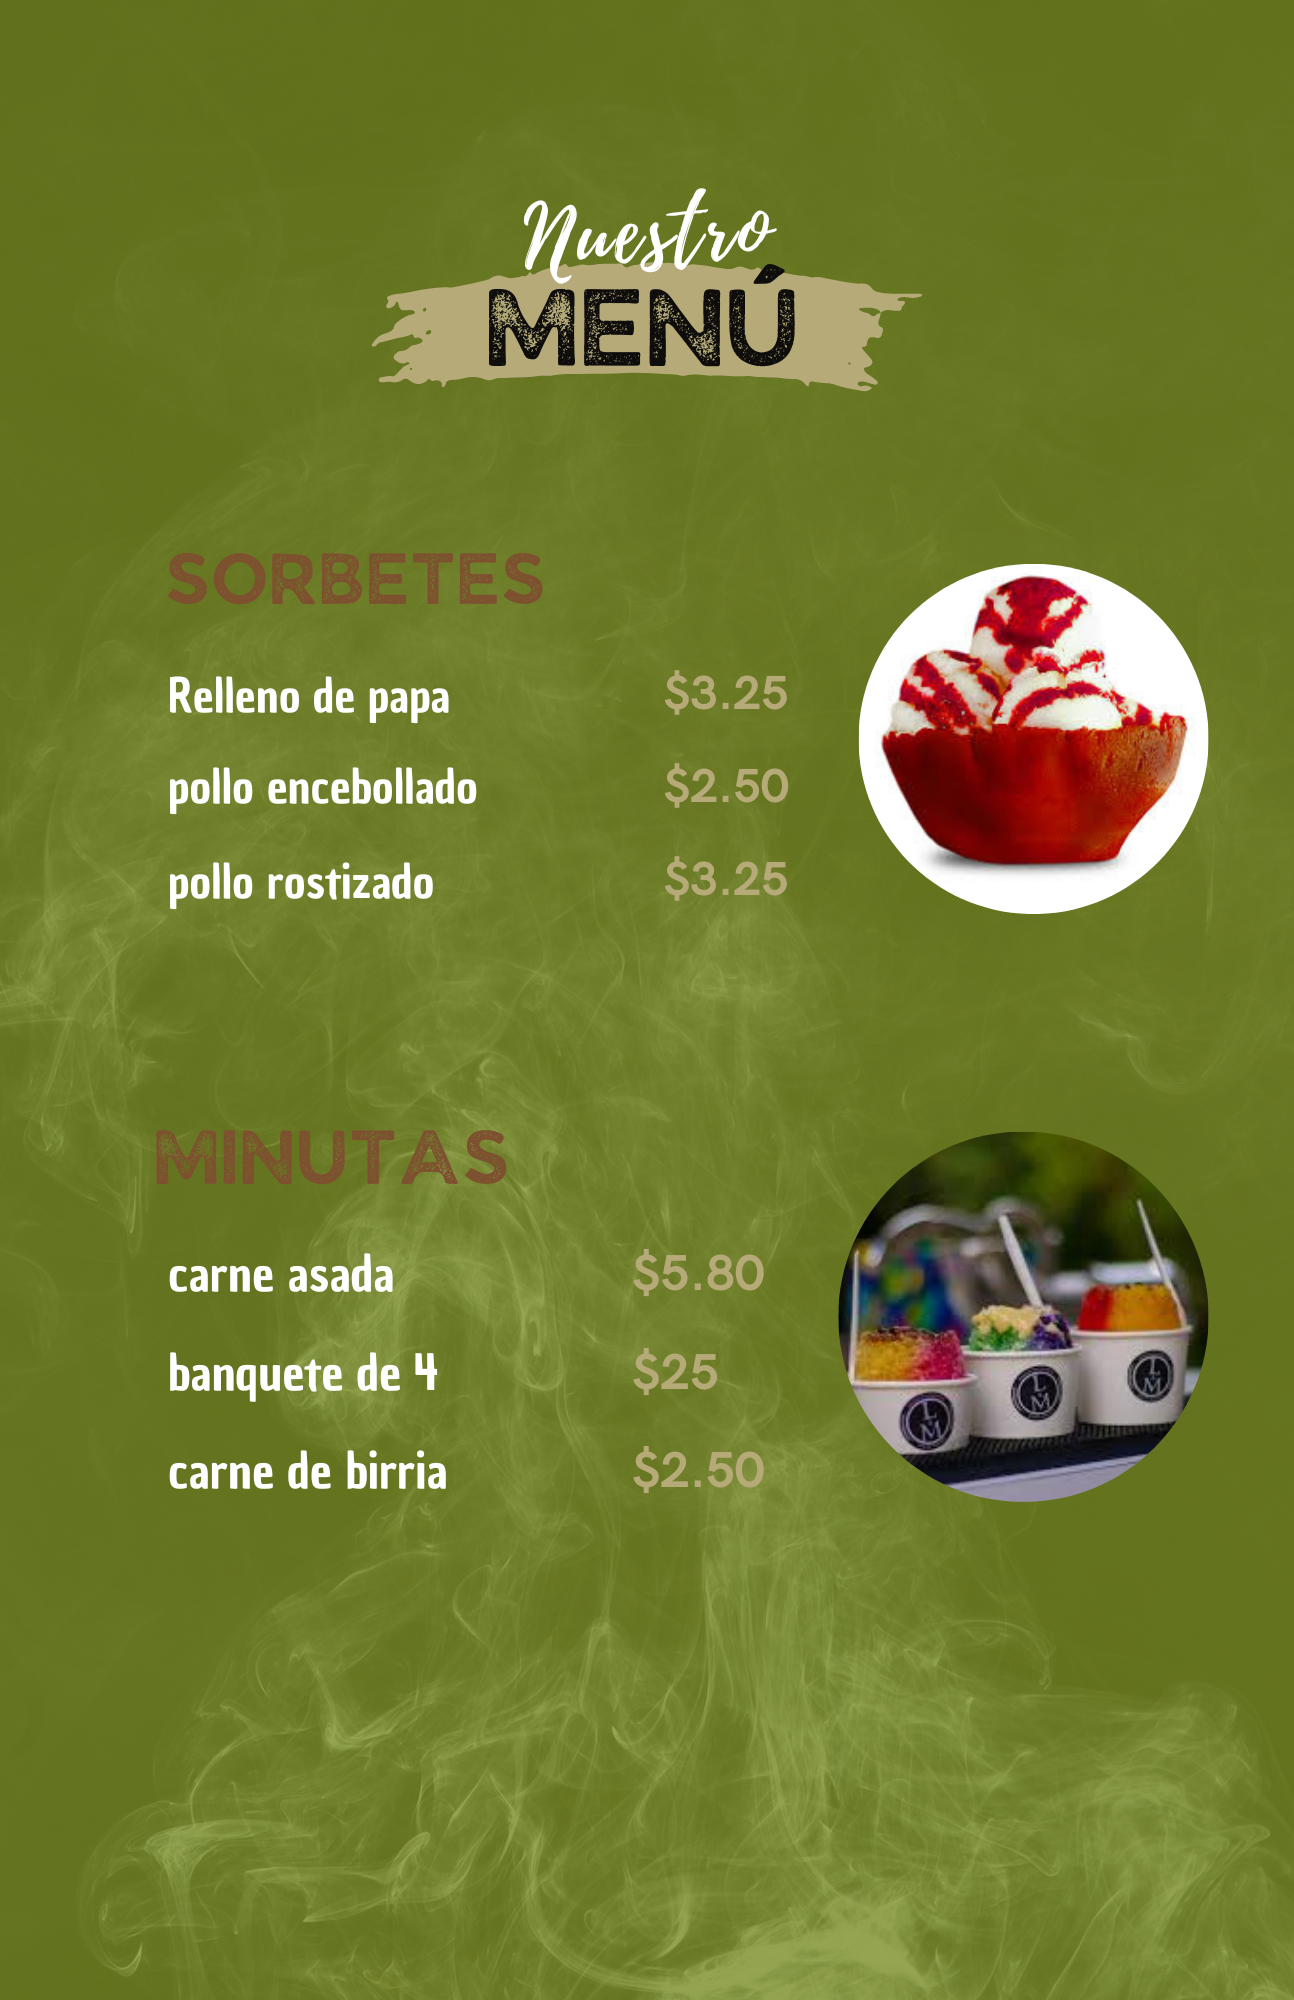 Nuestro
MENÚ
SORBETES
Relleno de papa $3.25
pollo encebollado $2.50
pollo rostizado $3.25
MINUTAS
carne asada $5.80
banquete de 4 $25
carne de birria $2.50
L M
L M
L M